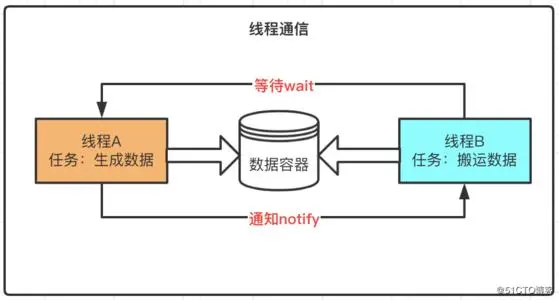 线程通信
等待wait
线程A
任务：生成数据
数据容器
线程B
任务：搬运数据
通知notify
@51CTO博客